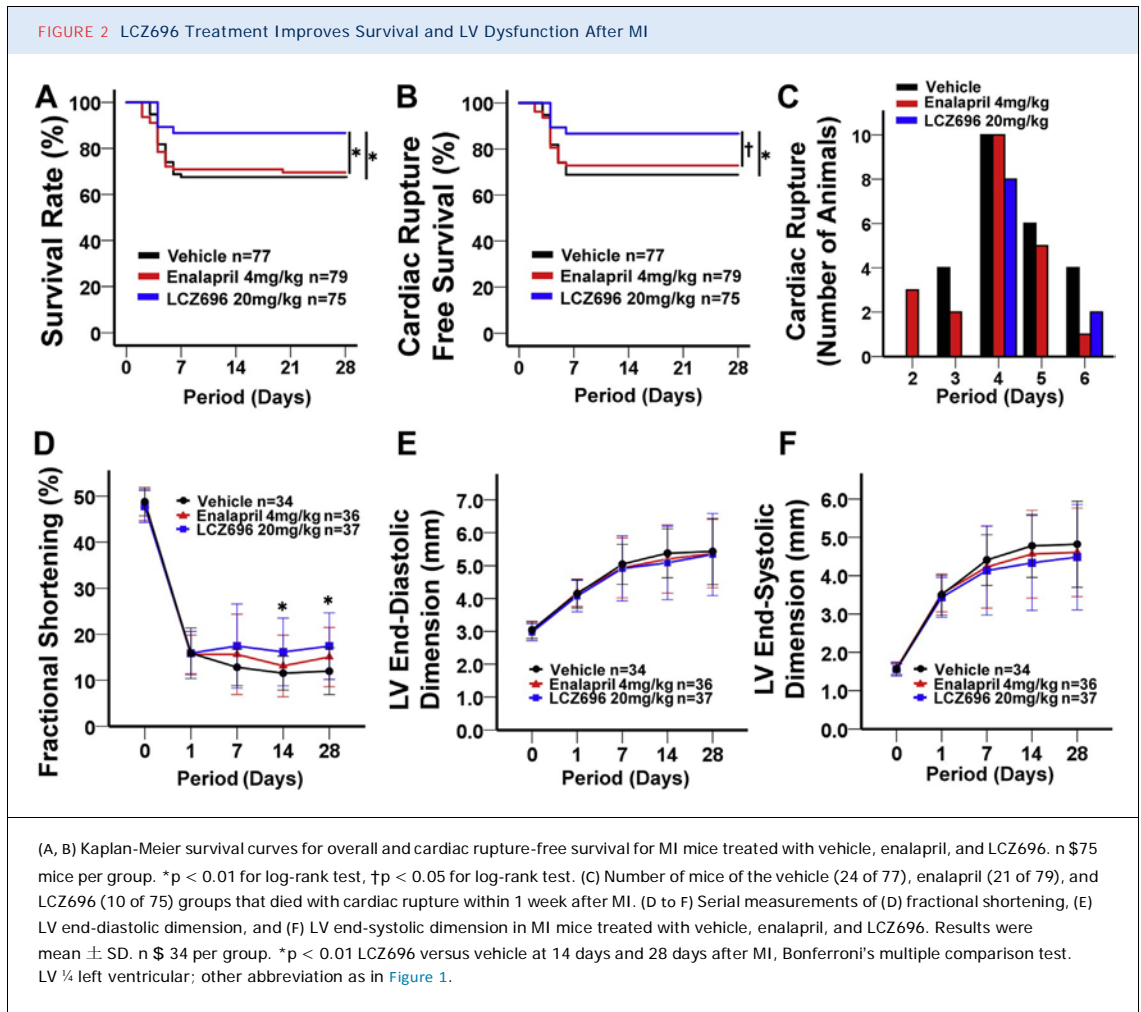 FIGURE 2 LCZ696 Treatment Improves Survival and LV Dysfunction After MI
A
Survival Rate (%)
100
80
60
40
20
0
Vehicle n=77
Enalapril 4mg/kg n=79
LCZ696 20mg/kg n=75
* *
0 7 14 21 28
Period (Days)
B
Cardiac Rupture
Free Survival (%)
100
80
60
40
20
0
Vehicle n=77
Enalapril 4mg/kg n=79
LCZ696 20mg/kg n=75
† *
0 7 14 21 28
Period (Days)
C
Vehicle
Enalapril 4mg/kg
LCZ696 20mg/kg
Cardiac Rupture
(Number of Animals)
10
8
6
4
2
0
2 3 4 5 6
Period (Days)
D
Fractional Shortening (%)
50
40
30
20
10
0
Vehicle n=34
Enalapril 4mg/kg n=36
LCZ696 20mg/kg n=37
* *
0 1 7 14 28
Period (Days)
E
LV End-Diastolic
Dimension (mm)
7.0
6.0
5.0
4.0
3.0
2.0
1.0
0.0
Vehicle n=34
Enalapril 4mg/kg n=36
LCZ696 20mg/kg n=37
0 1 7 14 28
Period (Days)
F
LV End-Systolic
Dimension (mm)
6.0
5.0
4.0
3.0
2.0
1.0
0.0
Vehicle n=34
Enalapril 4mg/kg n=36
LCZ696 20mg/kg n=37
0 1 7 14 28
Period (Days)
(A, B) Kaplan-Meier survival curves for overall and cardiac rupture-free survival for MI mice treated with vehicle, enalapril, and LCZ696. n $75
mice per group. *p < 0.01 for log-rank test, †p < 0.05 for log-rank test. (C) Number of mice of the vehicle (24 of 77), enalapril (21 of 79), and
LCZ696 (10 of 75) groups that died with cardiac rupture within 1 week after MI. (D to F) Serial measurements of (D) fractional shortening, (E)
LV end-diastolic dimension, and (F) LV end-systolic dimension in MI mice treated with vehicle, enalapril, and LCZ696. Results were
mean ± SD. n $ 34 per group. *p < 0.01 LCZ696 versus vehicle at 14 days and 28 days after MI, Bonferroni's multiple comparison test.
LV ¼ left ventricular; other abbreviation as in Figure 1.